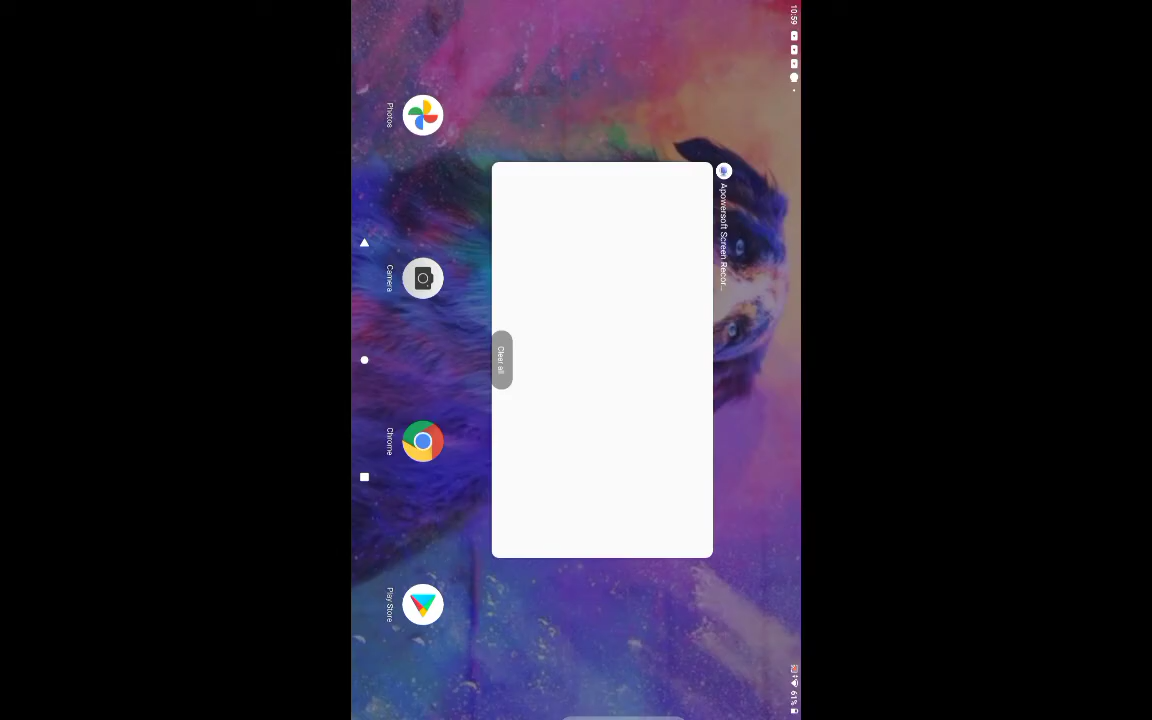 10:59
61%
Apowersoft Screen Recor...
Clear all
Photos
Camera
Chrome
Play Store